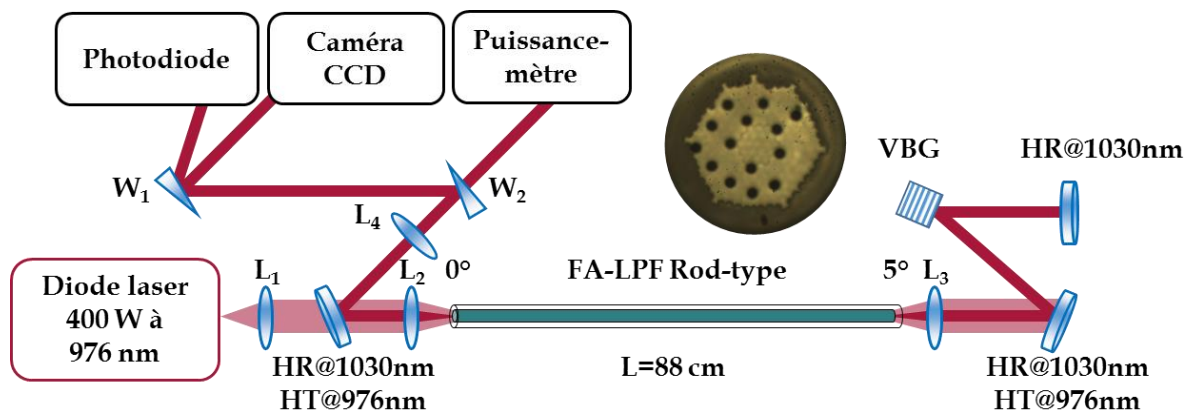 Photodiode
Caméra
CCD
Puissance-
mètre
VBG
HR@1030nm
W1
W2
L4
Diode laser
400 W à
976 nm
L1
L2
0°
FA-LPF Rod-type
5°
L3
HR@1030nm
HT@976nm
L=88 cm
HR@1030nm
HT@976nm